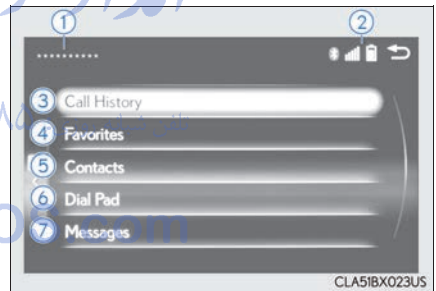 1
2
..........
3 Call History
4 Favorites
5 Contacts
6 Dial Pad
7 Messages
CLA51BX023US